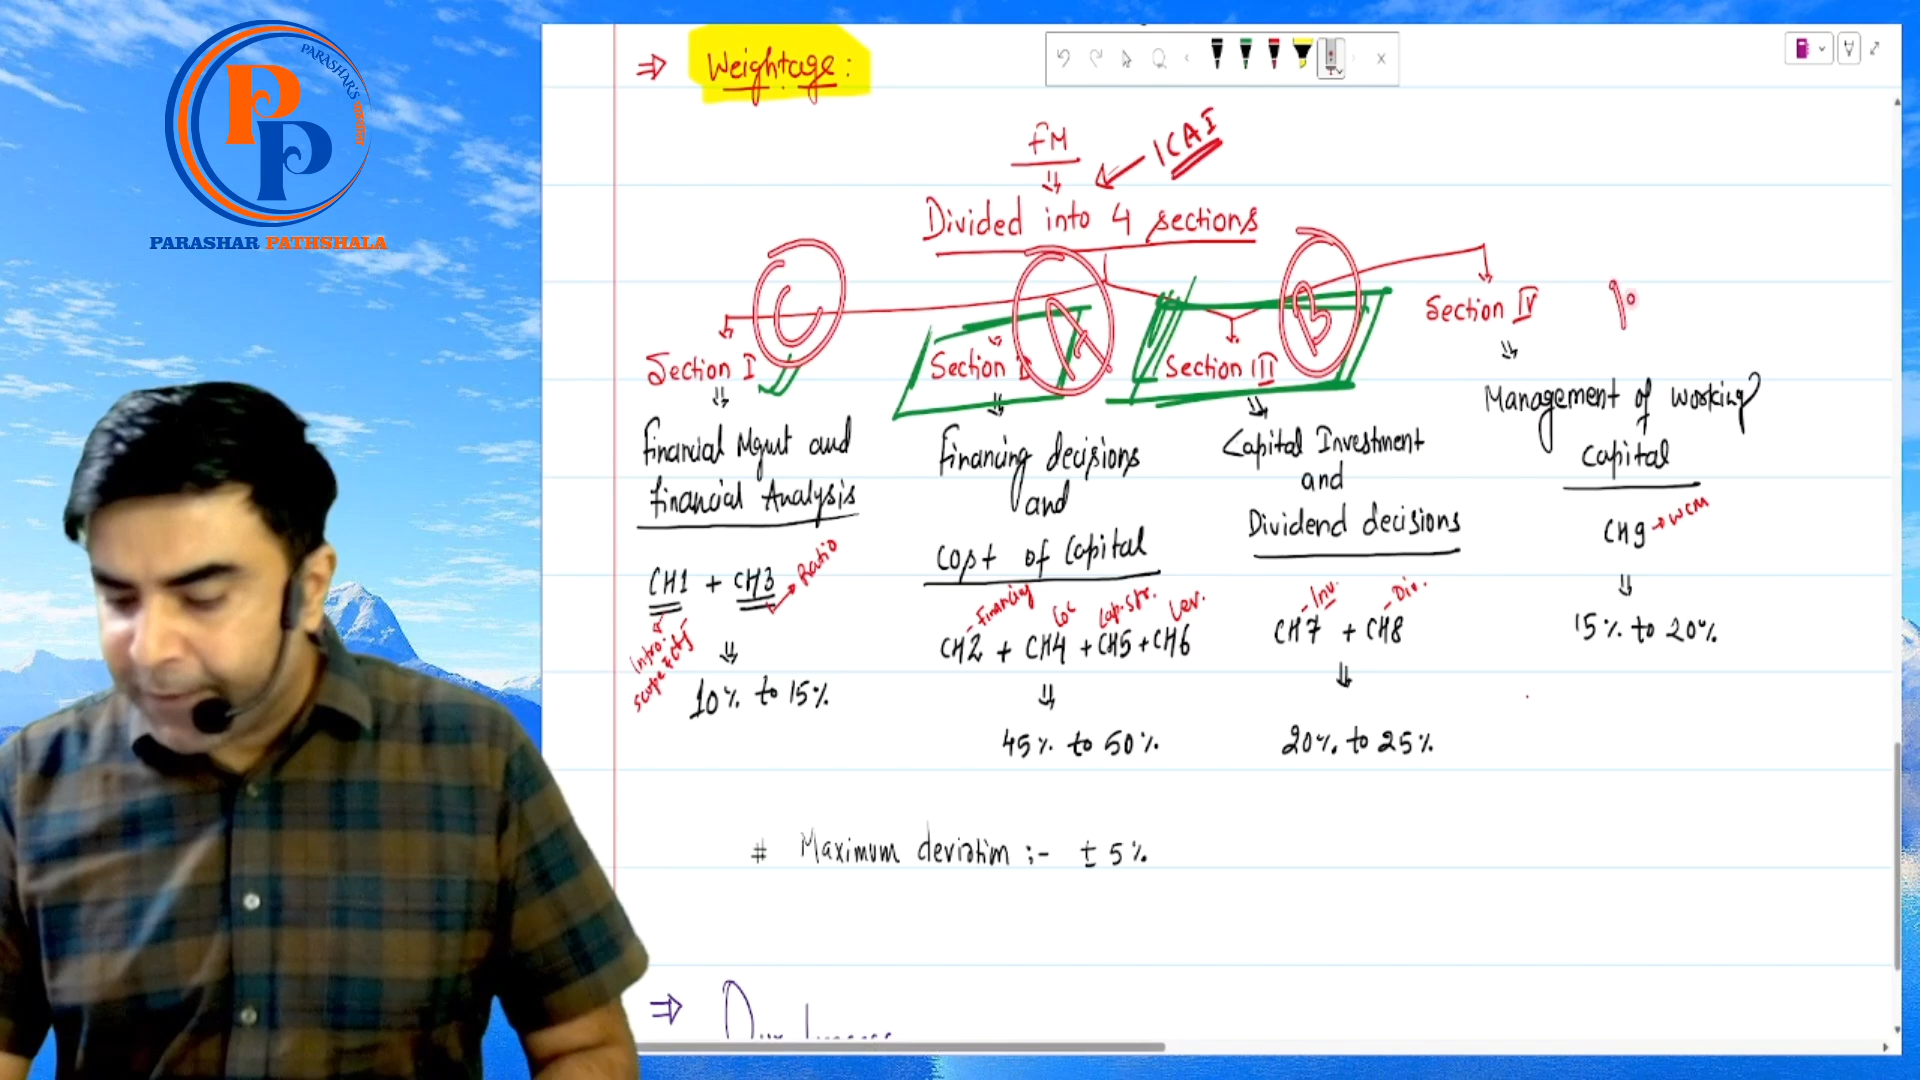 PARASHAR'S
PP
PARASHAR PATHSHALA
⇒ Weightage :
FM
ICAI
Divided into 4 sections
C
A
B
Section I
Section II
Section III
Section IV
Financial Mgmt and
Financial Analysis
Financing decisions
and
Cost of Capital
Capital Investment
and
Dividend decisions
Management of working
Capital
CH1 + CH3
Intro.
scope & obj
Ratio
10% to 15%
Financing
COC
Cap. str.
Lev.
CH2 + CH4 + CH5 + CH6
45% to 50%
Inv.
Div.
CH7 + CH8
20% to 25%
CH9 → WCM
15% to 20%
# Maximum deviation :- ± 5%
⇒